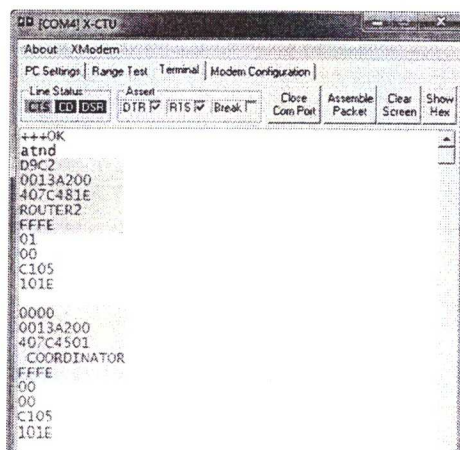 [COM4] X-CTU
About XModem
PC Settings Range Test Terminal Modem Configuration
Line Status
CTS CD DSR
Assert
DTR RTS Break
Close
Com Port
Assemble
Packet
Clear
Screen
Show
Hex
+++OK
atnd
D9C2
0013A200
407C481E
ROUTER2
FFFE
01
00
C105
101E
0000
0013A200
407C4501
COORDINATOR
FFFE
00
00
C105
101E